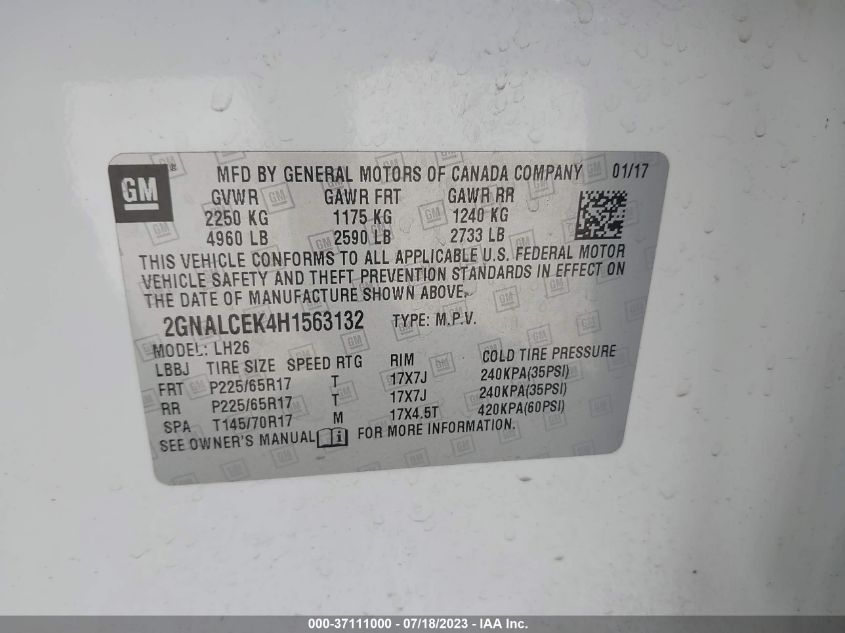 GM ® MFD BY GENERAL MOTORS OF CANADA COMPANY 01/17
GVWR GAWR FRT GAWR RR
2250 KG 1175 KG 1240 KG
4960 LB 2590 LB 2733 LB
THIS VEHICLE CONFORMS TO ALL APPLICABLE U.S. FEDERAL MOTOR
VEHICLE SAFETY AND THEFT PREVENTION STANDARDS IN EFFECT ON
THE DATE OF MANUFACTURE SHOWN ABOVE.
2GNALCEK4H1563132 TYPE: M.P.V.
MODEL: LH26
LBBJ TIRE SIZE SPEED RTG RIM COLD TIRE PRESSURE
FRT P225/65R17 T 17X7J 240KPA(35PSI)
RR P225/65R17 T 17X7J 240KPA(35PSI)
SPA T145/70R17 M 17X4.5T 420KPA(60PSI)
SEE OWNER'S MANUAL i FOR MORE INFORMATION.
000-37111000 - 07/18/2023 - IAA Inc.